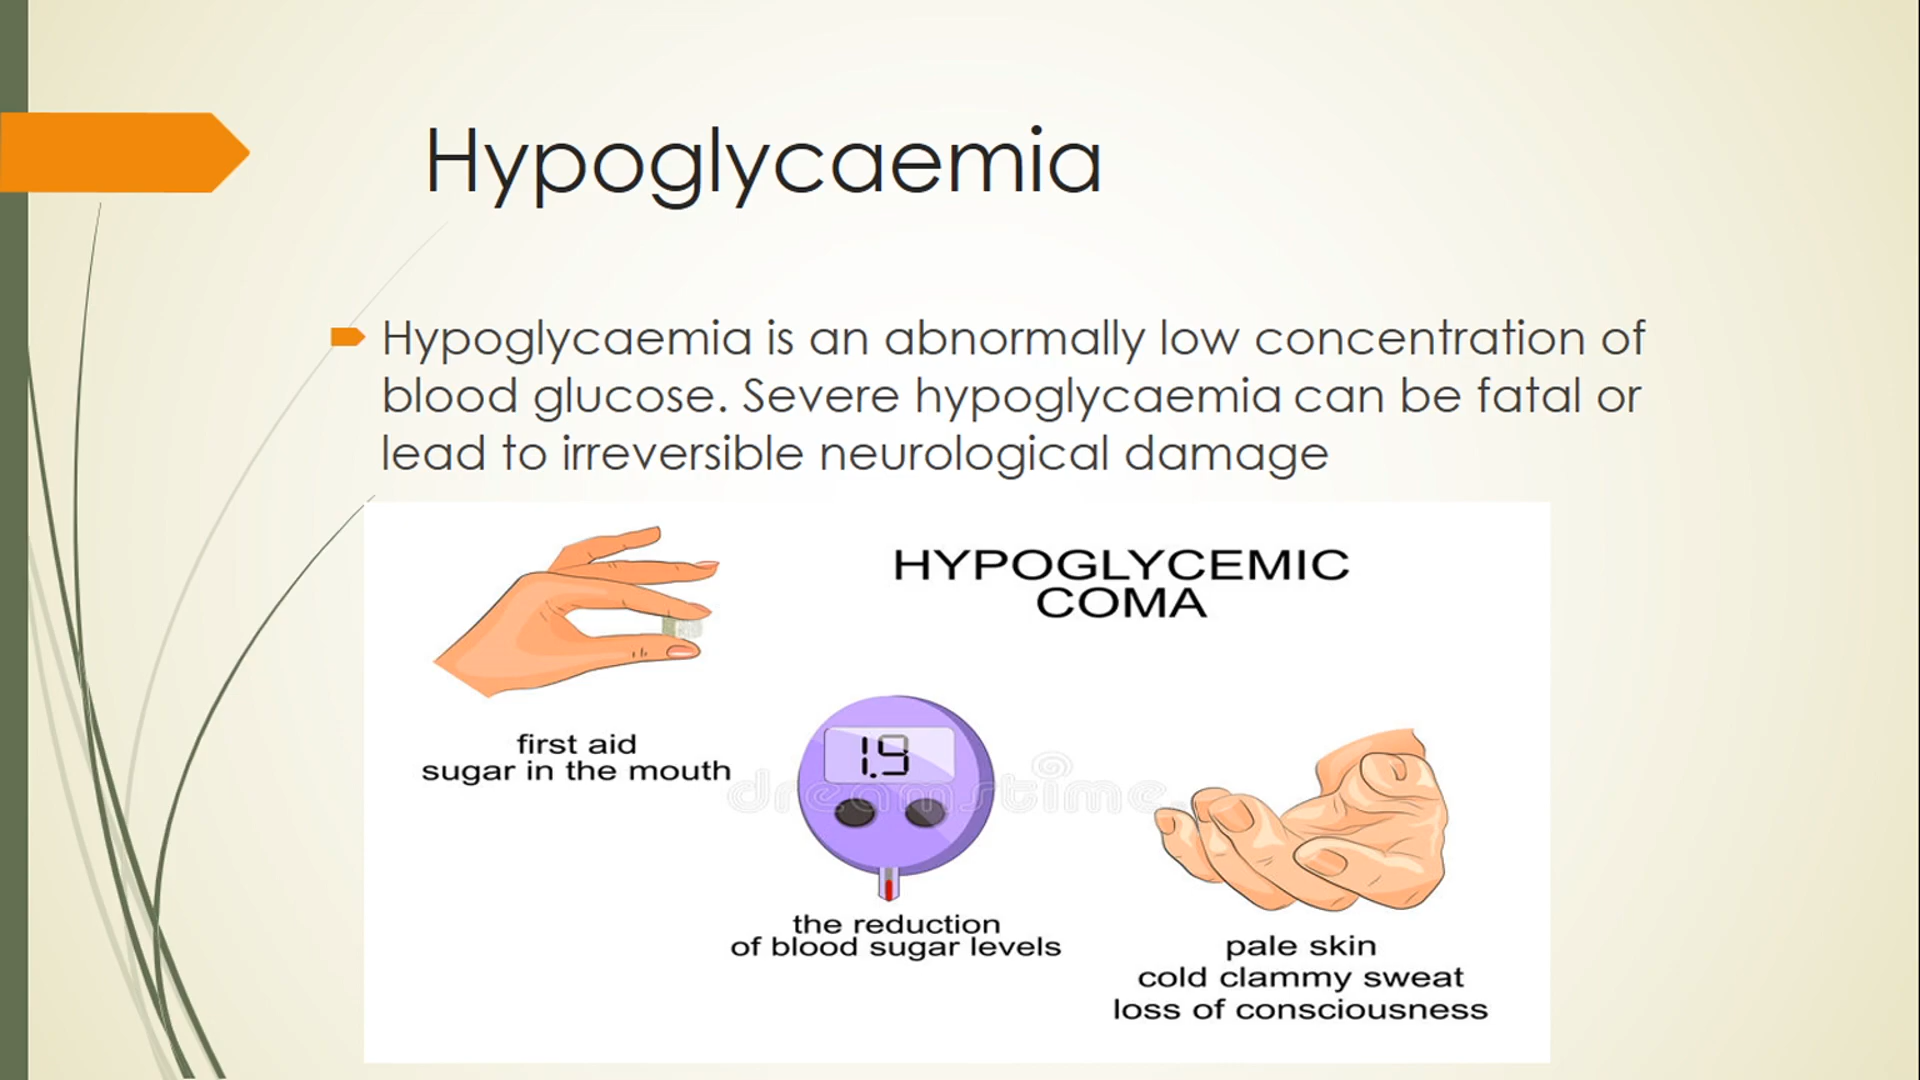 Hypoglycaemia
Hypoglycaemia is an abnormally low concentration of
blood glucose. Severe hypoglycaemia can be fatal or
lead to irreversible neurological damage
HYPOGLYCEMIC
COMA
first aid
sugar in the mouth
1.9
dreamstime.
the reduction
of blood sugar levels
pale skin
cold clammy sweat
loss of consciousness